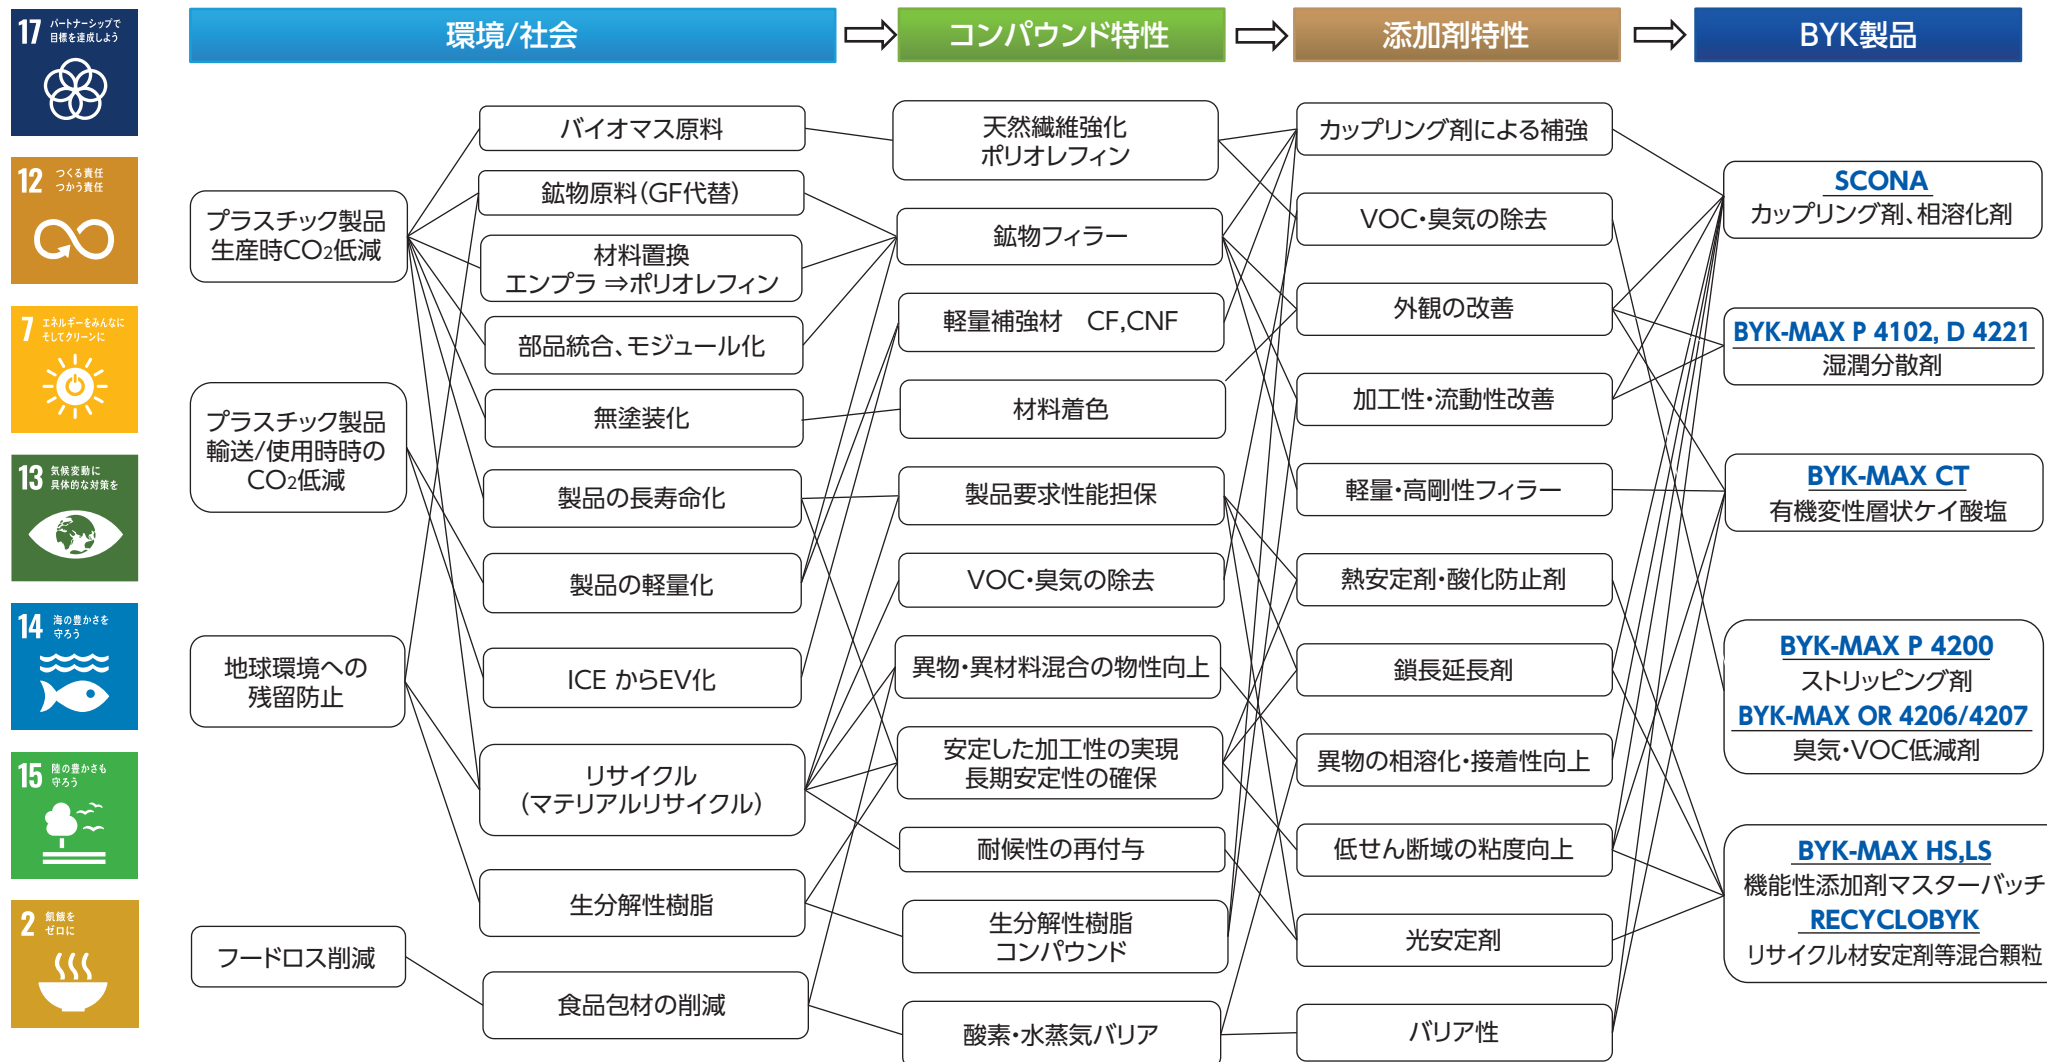 17 パートナーシップで
目標を達成しよう
12 つくる責任
つかう責任
7 エネルギーをみんなに
そしてクリーンに
13 気候変動に
具体的な対策を
14 海の豊かさを
守ろう
15 陸の豊かさも
守ろう
2 飢餓を
ゼロに
環境/社会
コンパウンド特性
添加剤特性
BYK製品
プラスチック製品
生産時CO2低減
プラスチック製品
輸送/使用時時の
CO2低減
地球環境への
残留防止
フードロス削減
バイオマス原料
鉱物原料(GF代替)
材料置換
エンプラ ⇒ポリオレフィン
部品統合、モジュール化
無塗装化
製品の長寿命化
製品の軽量化
ICE からEV化
リサイクル
(マテリアルリサイクル)
生分解性樹脂
食品包材の削減
天然繊維強化
ポリオレフィン
鉱物フィラー
軽量補強材 CF,CNF
材料着色
製品要求性能担保
VOC・臭気の除去
異物・異材料混合の物性向上
安定した加工性の実現
長期安定性の確保
耐候性の再付与
生分解性樹脂
コンパウンド
酸素・水蒸気バリア
カップリング剤による補強
VOC・臭気の除去
外観の改善
加工性・流動性改善
軽量・高剛性フィラー
熱安定剤・酸化防止剤
鎖長延長剤
異物の相溶化・接着性向上
低せん断域の粘度向上
光安定剤
バリア性
SCONA
カップリング剤、相溶化剤
BYK-MAX P 4102, D 4221
湿潤分散剤
BYK-MAX CT
有機変性層状ケイ酸塩
BYK-MAX P 4200
ストリッピング剤
BYK-MAX OR 4206/4207
臭気・VOC低減剤
BYK-MAX HS,LS
機能性添加剤マスターバッチ
RECYCLOBYK
リサイクル材安定剤等混合顆粒